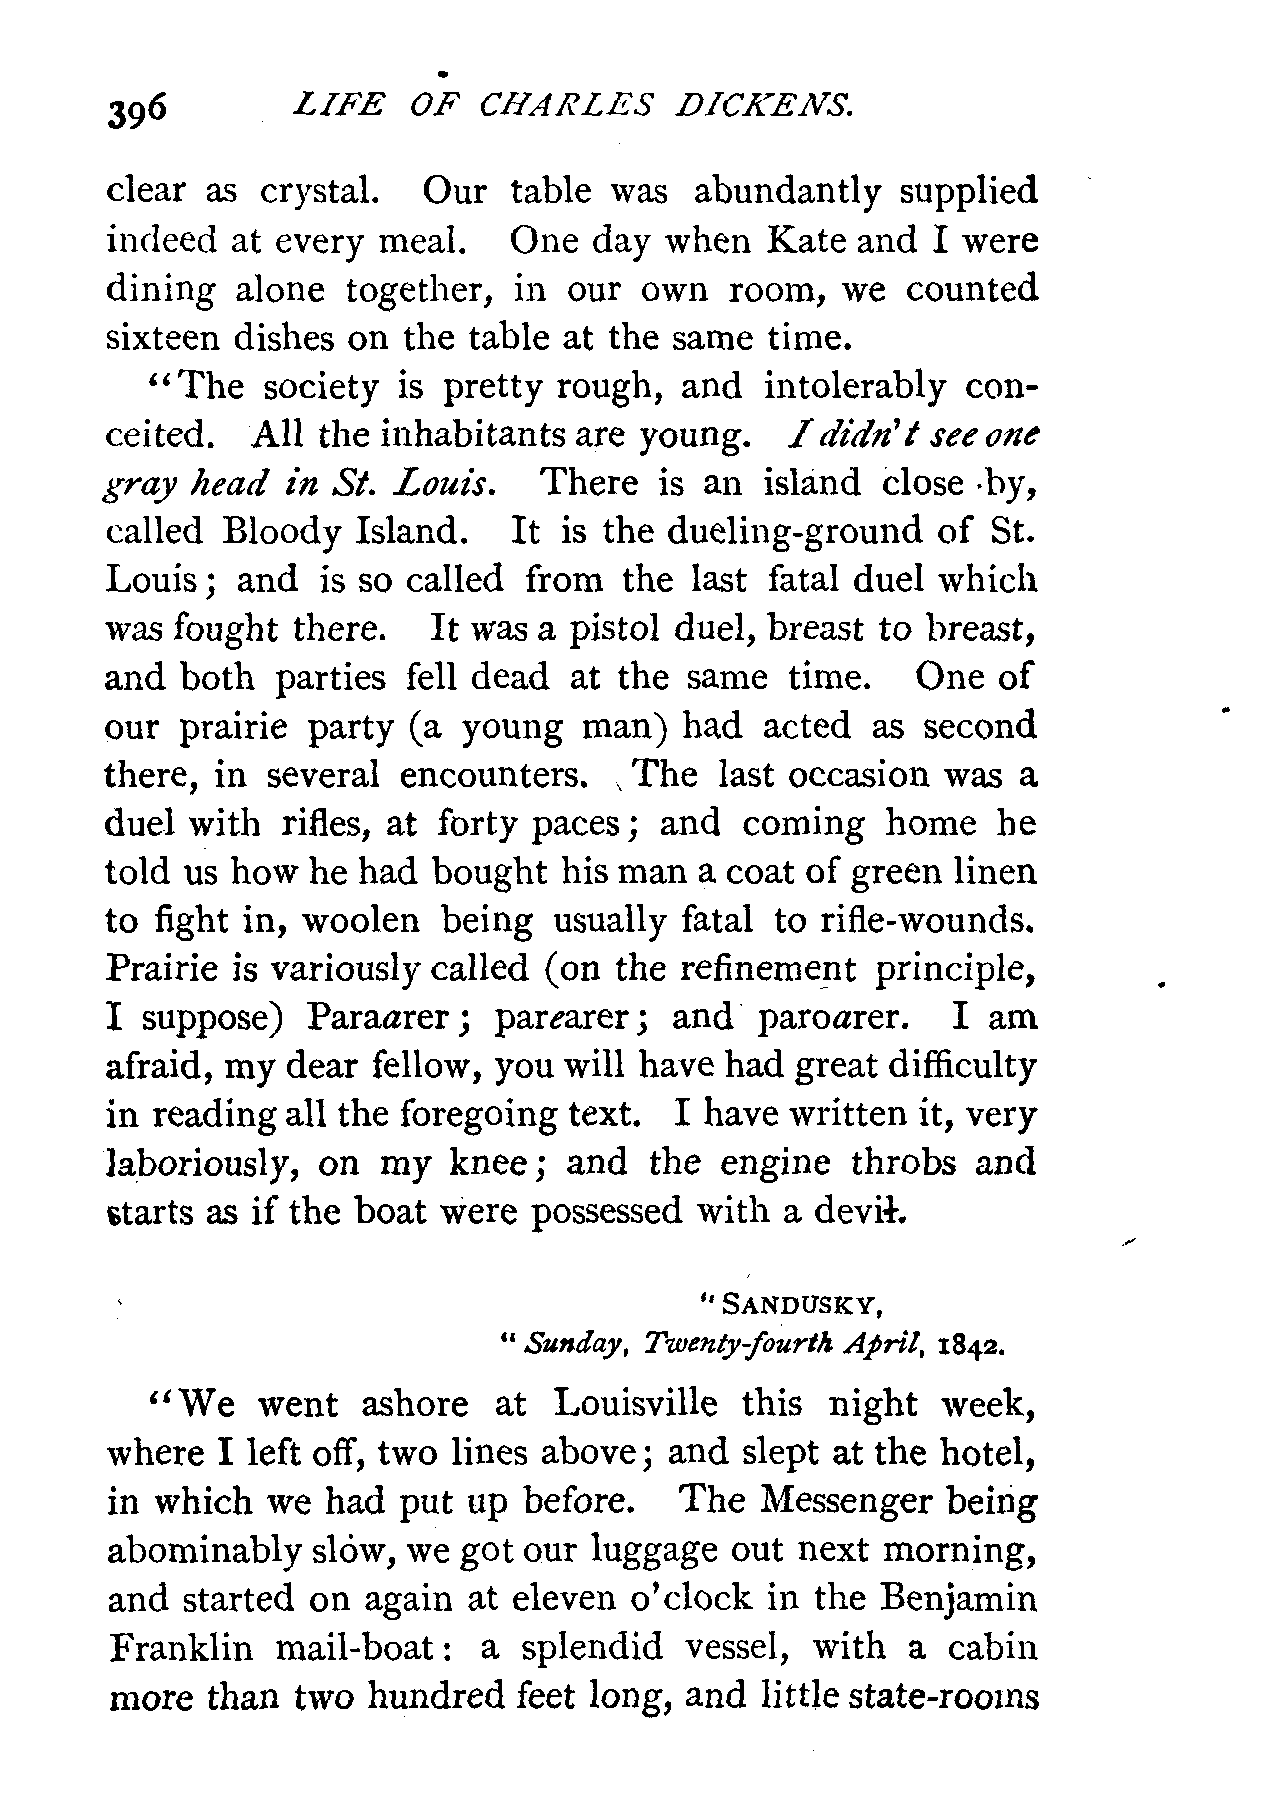 396 LIFE OF CHARLES DICKENS.
clear as crystal. Our table was abundantly supplied
indeed at every meal. One day when Kate and I were
dining alone together, in our own room, we counted
sixteen dishes on the table at the same time.
“The society is pretty rough, and intolerably con-
ceited. All the inhabitants are young. I didn't see one
gray head in St. Louis. There is an island close by,
called Bloody Island. It is the dueling-ground of St.
Louis; and is so called from the last fatal duel which
was fought there. It was a pistol duel, breast to breast,
and both parties fell dead at the same time. One of
our prairie party (a young man) had acted as second
there, in several encounters. The last occasion was a
duel with rifles, at forty paces; and coming home he
told us how he had bought his man a coat of green linen
to fight in, woolen being usually fatal to rifle-wounds.
Prairie is variously called (on the refinement principle,
I suppose) Paraarer; parearer; and paroarer. I am
afraid, my dear fellow, you will have had great difficulty
in reading all the foregoing text. I have written it, very
laboriously, on my knee; and the engine throbs and
starts as if the boat were possessed with a devil.
“SANDUSKY,
“Sunday, Twenty-fourth April, 1842.
“We went ashore at Louisville this night week,
where I left off, two lines above; and slept at the hotel,
in which we had put up before. The Messenger being
abominably slow, we got our luggage out next morning,
and started on again at eleven o'clock in the Benjamin
Franklin mail-boat: a splendid vessel, with a cabin
more than two hundred feet long, and little state-rooms